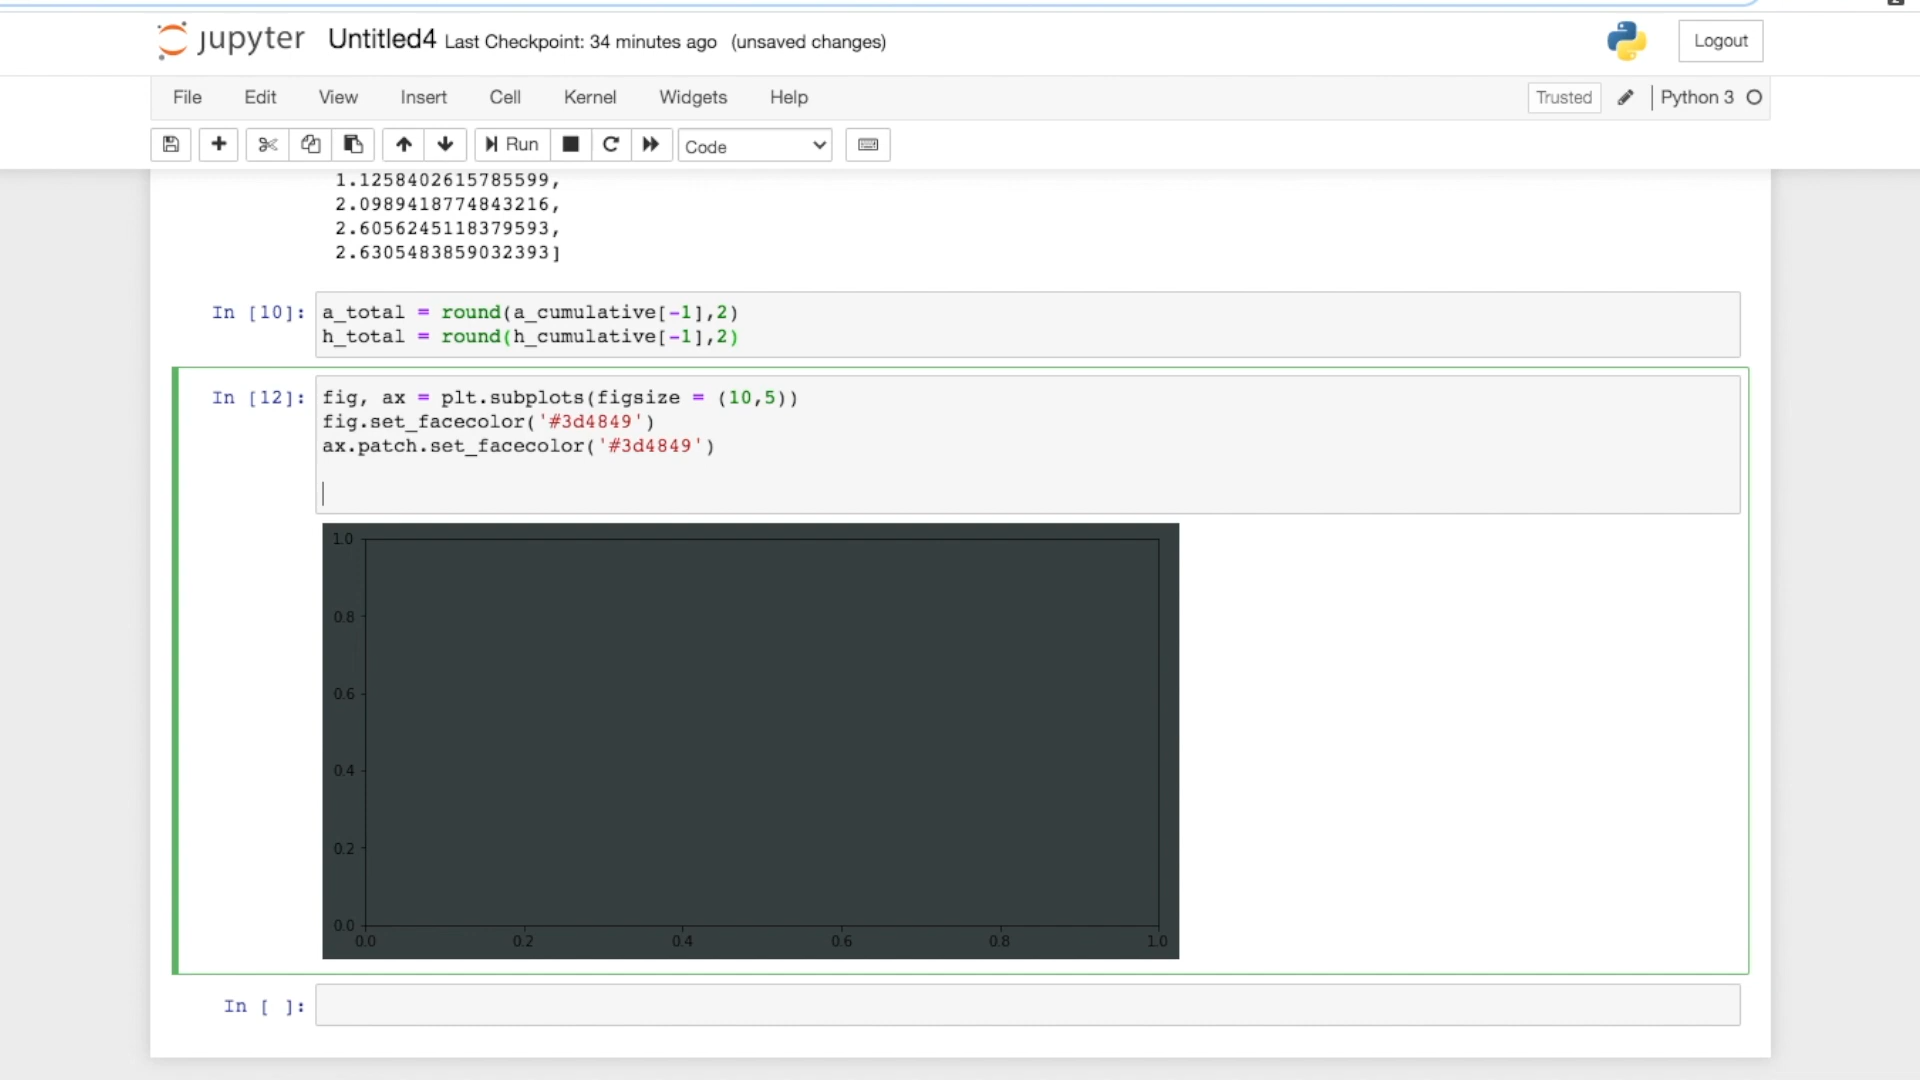 jupyter Untitled4 Last Checkpoint: 34 minutes ago (unsaved changes)
Logout
File Edit View Insert Cell Kernel Widgets Help
Trusted Python 3
Run Code
1.1258402615785599,
2.0989418774843216,
2.6056245118379593,
2.6305483859032393]
In [10]: a_total = round(a_cumulative[-1],2)
h_total = round(h_cumulative[-1],2)
In [12]: fig, ax = plt.subplots(figsize = (10,5))
fig.set_facecolor('#3d4849')
ax.patch.set_facecolor('#3d4849')
1.0
0.8
0.6
0.4
0.2
0.0
0.0 0.2 0.4 0.6 0.8 1.0
In [ ]: